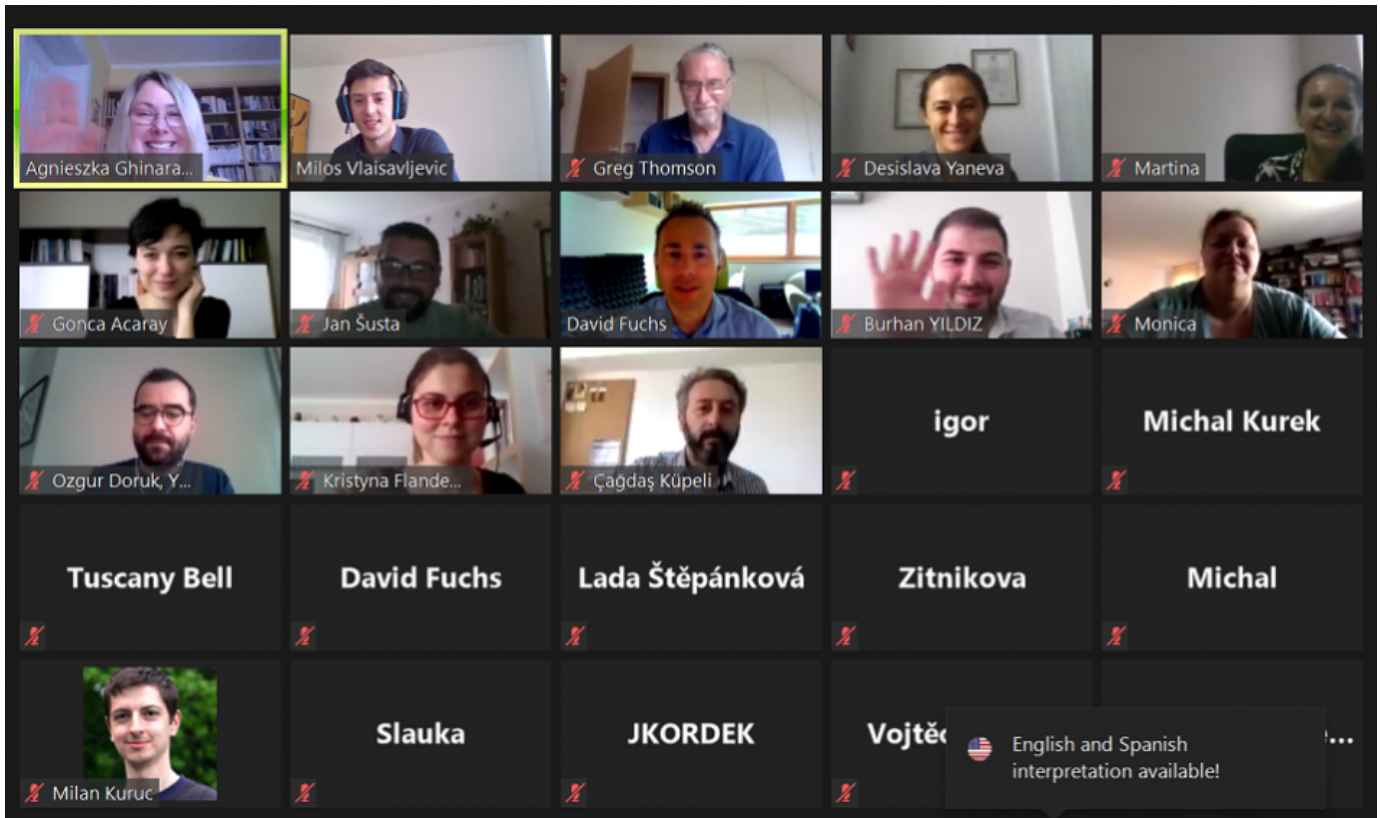 Agnieszka Ghinara...
Milos Vlaisavljevic
Greg Thomson
Desislava Yaneva
Martina
Gonca Acaray
Jan Šusta
David Fuchs
Burhan YILDIZ
Monica
Ozgur Doruk, Y...
Kristyna Flande...
Çağdaş Küpeli
igor
Michal Kurek
Tuscany Bell
David Fuchs
Lada Štěpánková
Zitnikova
Michal
Milan Kuruc
Slauka
JKORDEK
English and Spanish
interpretation available!